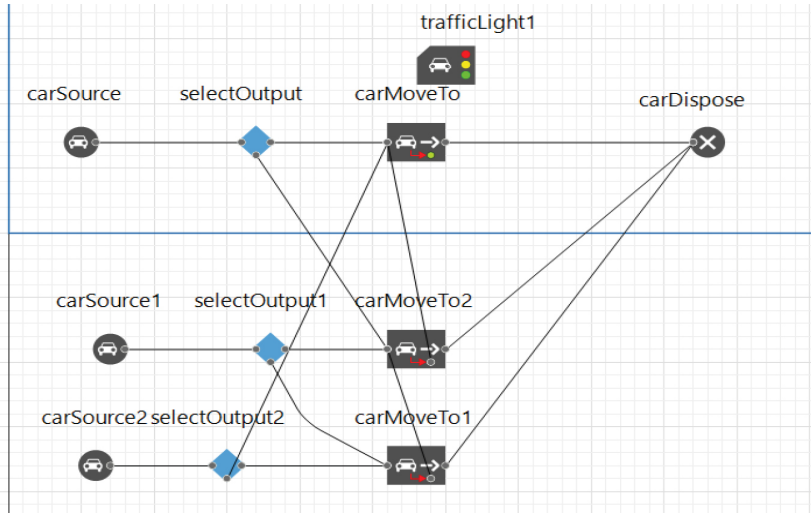 trafficLight1
carSource
selectOutput
carMoveTo
carDispose
carSource1
selectOutput1
carMoveTo2
carSource2
selectOutput2
carMoveTo1